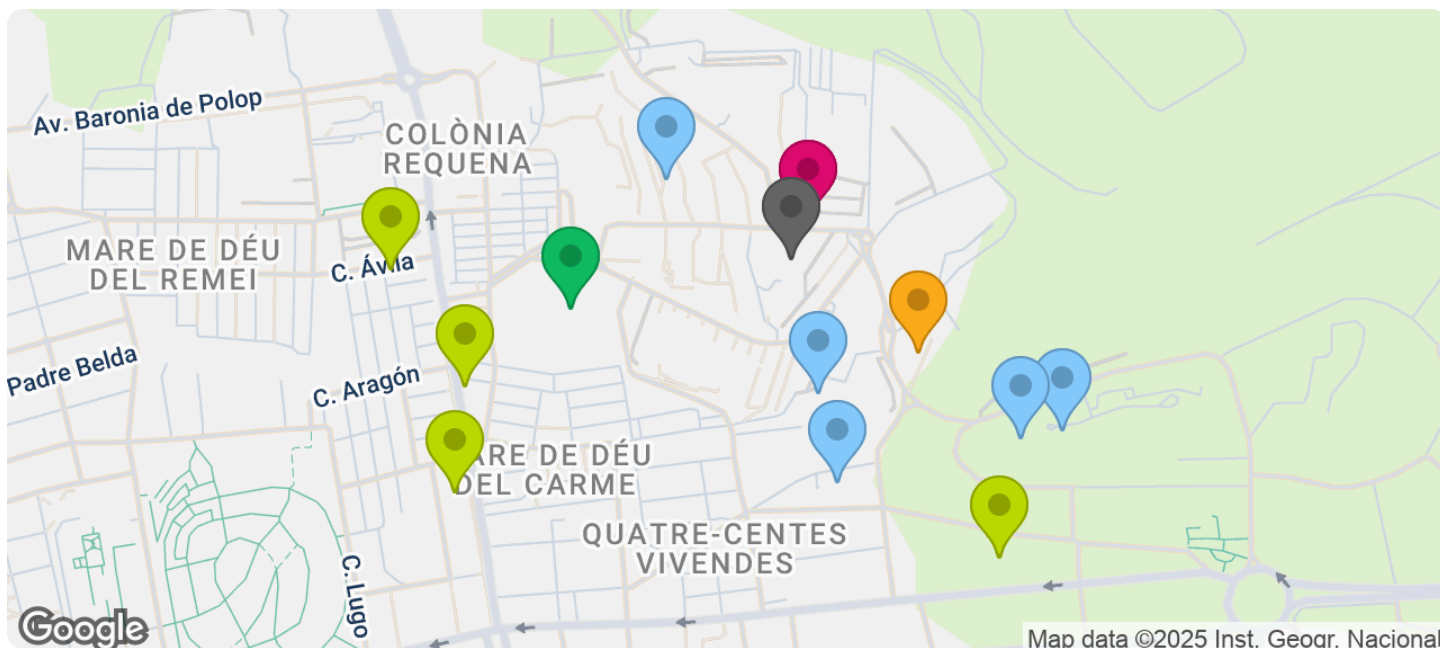 Av. Baronia de Polop
COLÒNIA
REQUENA
MARE DE DÉU
DEL REMEI
C. Ávila
Padre Belda
C. Aragón
ARE DE DÉU
DEL CARME
QUATRE-CENTES
VIVENDES
C. Lugo
Google
Map data ©2025 Inst. Geogr. Nacional